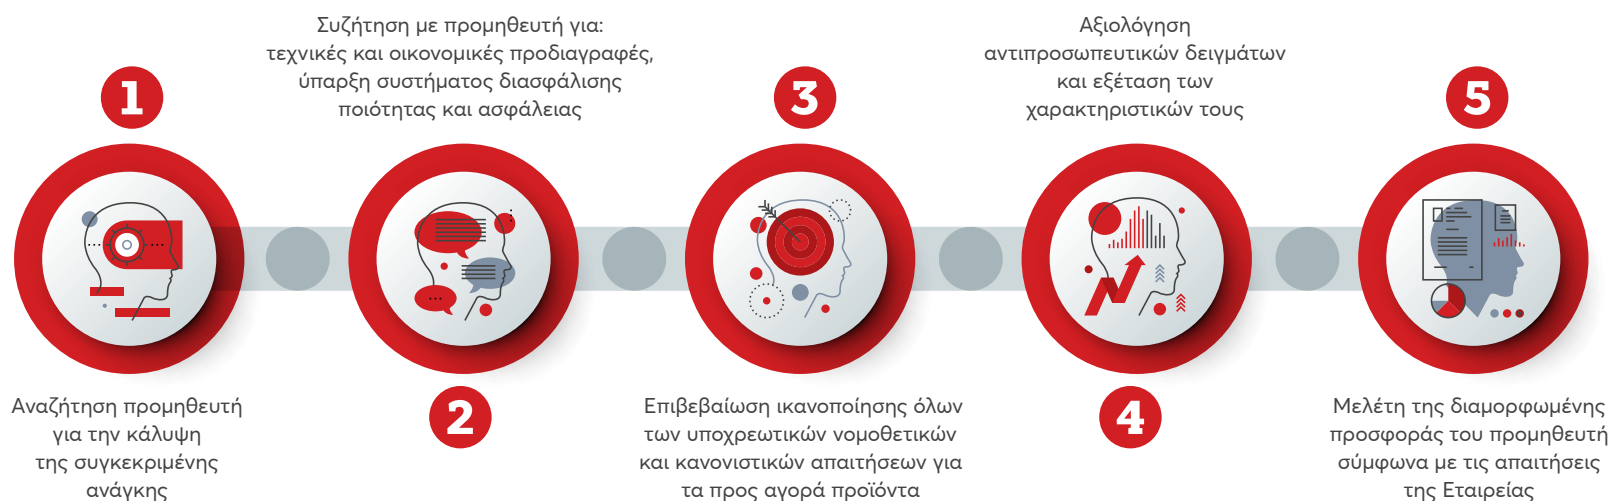 1
Αναζήτηση προμηθευτή
για την κάλυψη
της συγκεκριμένης
ανάγκης
Συζήτηση με προμηθευτή για:
τεχνικές και οικονομικές προδιαγραφές,
ύπαρξη συστήματος διασφάλισης
ποιότητας και ασφάλειας
2
3
Επιβεβαίωση ικανοποίησης όλων
των υποχρεωτικών νομοθετικών
και κανονιστικών απαιτήσεων για
τα προς αγορά προϊόντα
Αξιολόγηση
αντιπροσωπευτικών δειγμάτων
και εξέταση των
χαρακτηριστικών τους
4
5
Μελέτη της διαμορφωμένης
προσφοράς του προμηθευτή
σύμφωνα με τις απαιτήσεις
της Εταιρείας